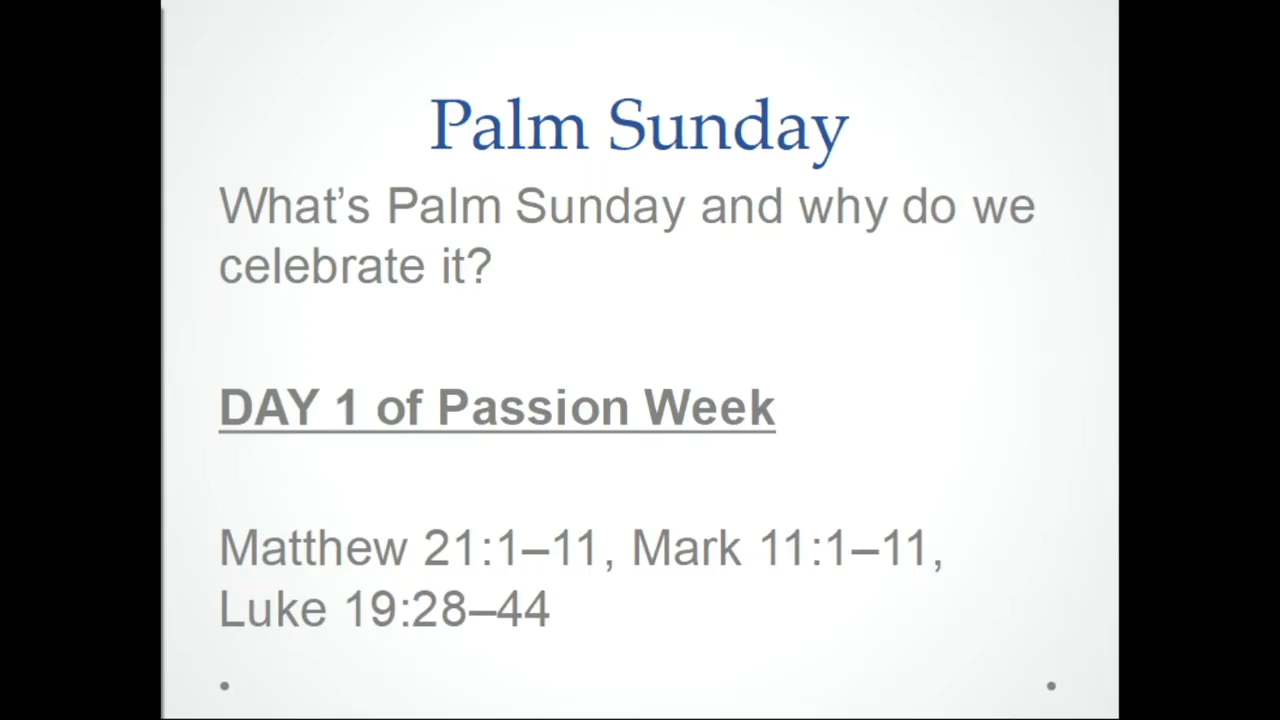 Palm Sunday
What’s Palm Sunday and why do we
celebrate it?
DAY 1 of Passion Week
Matthew 21:1–11, Mark 11:1–11,
Luke 19:28–44